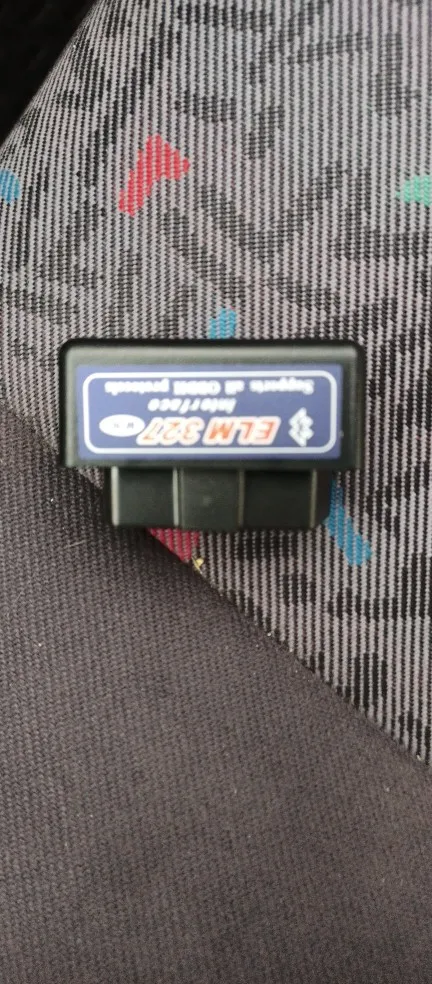 ELM 327
Interface
Supports all OBDII protocols